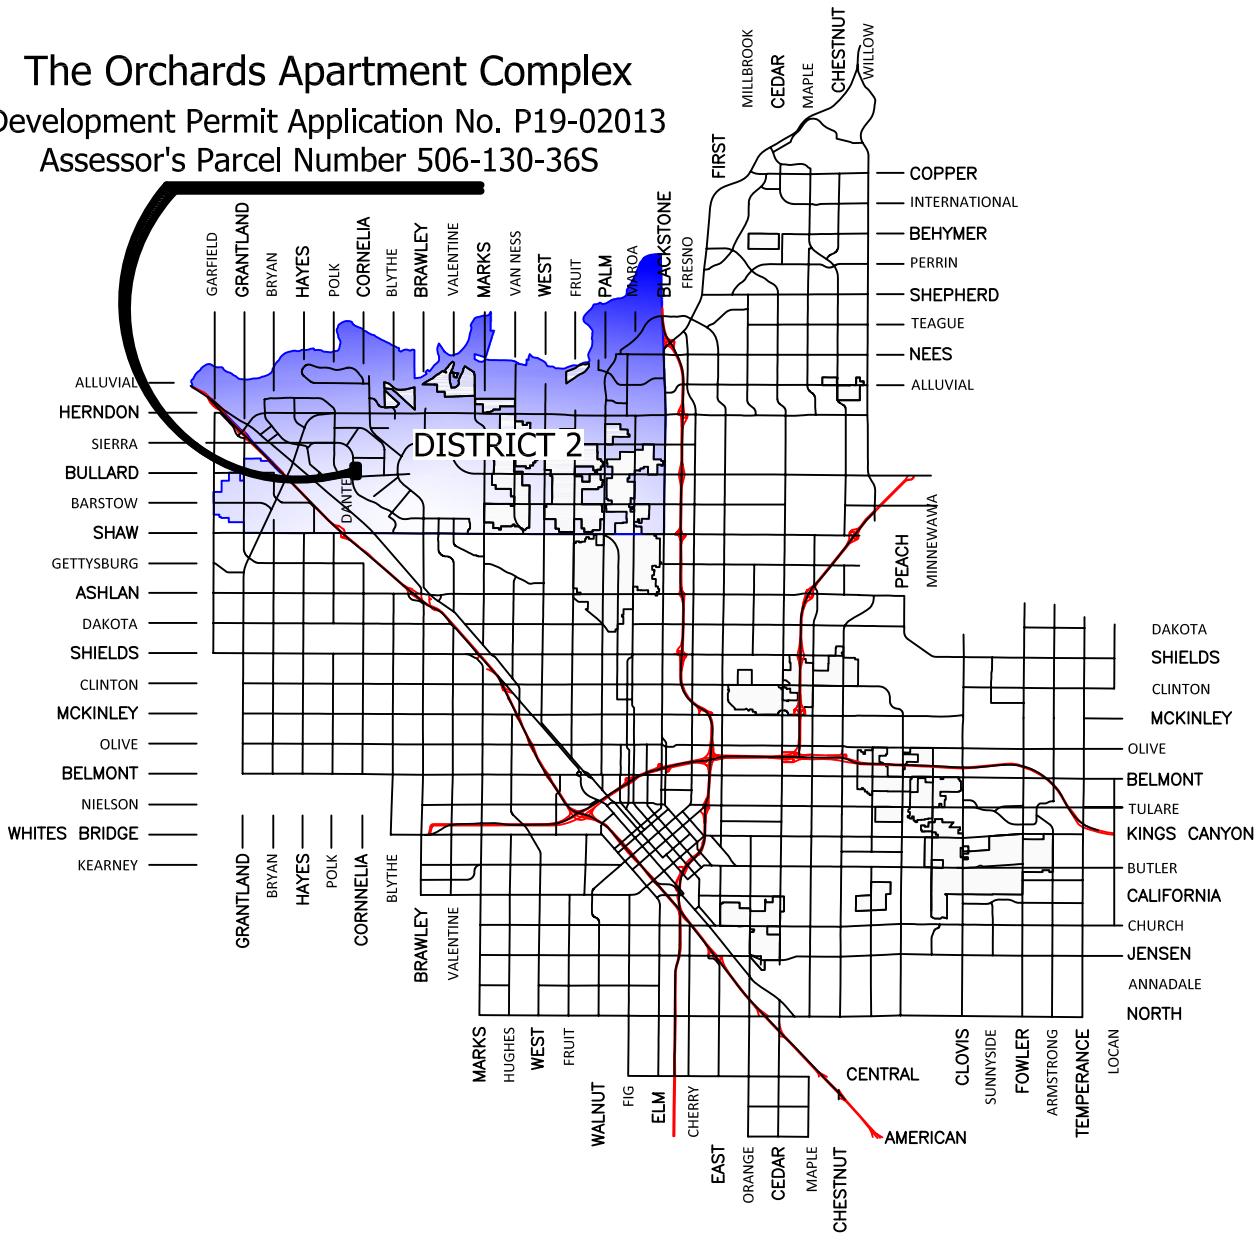 The Orchards Apartment Complex
Development Permit Application No. P19-02013
Assessor's Parcel Number 506-130-36S
MILLBROOK
CEDAR
MAPLE
CHESTNUT
WILLOW
FIRST
COPPER
INTERNATIONAL
BEHYMER
PERRIN
SHEPHERD
TEAGUE
NEES
ALLUVIAL
GARFIELD
GRANTLAND
BRYAN
HAYES
POLK
CORNELIA
BLYTHE
BRAWLEY
VALENTINE
MARKS
VAN NESS
WEST
FRUIT
PALM
MAROA
BLACKSTONE
FRESNO
ALLUVIAL
HERNDON
SIERRA
BULLARD
BARSTOW
SHAW
GETTYSBURG
ASHLAN
DAKOTA
SHIELDS
CLINTON
MCKINLEY
OLIVE
BELMONT
NIELSON
WHITES BRIDGE
KEARNEY
DISTRICT 2
DANTE
PEACH
MINNEWAWA
DAKOTA
SHIELDS
CLINTON
MCKINLEY
OLIVE
BELMONT
TULARE
KINGS CANYON
BUTLER
CALIFORNIA
CHURCH
JENSEN
ANNADALE
NORTH
GRANTLAND
BRYAN
HAYES
POLK
CORNNELIA
BLYTHE
BRAWLEY
VALENTINE
MARKS
HUGHES
WEST
FRUIT
WALNUT
FIG
ELM
CHERRY
EAST
ORANGE
CEDAR
MAPLE
CHESTNUT
CENTRAL
AMERICAN
CLOVIS
SUNNYSIDE
FOWLER
ARMSTRONG
TEMPERANCE
LOCAN